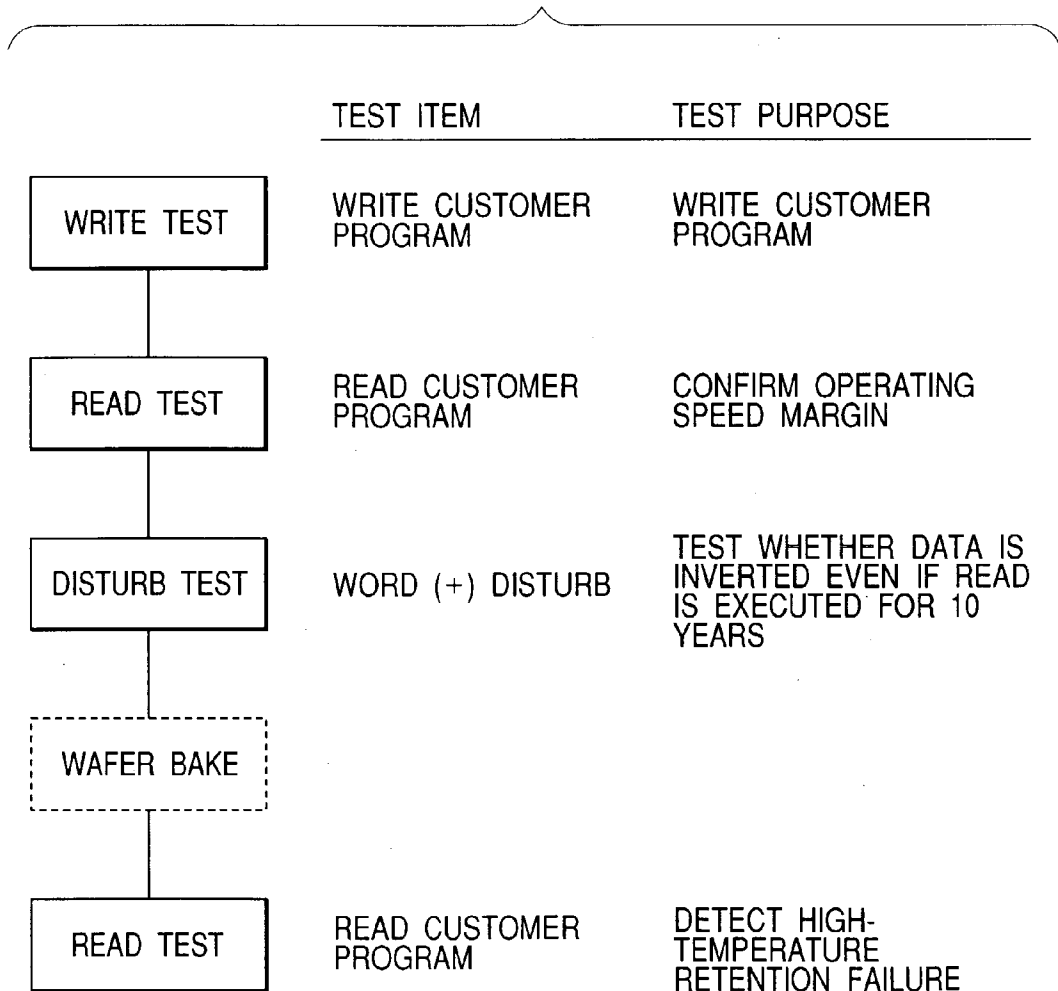 TEST ITEM TEST PURPOSE
WRITE TEST WRITE CUSTOMER PROGRAM WRITE CUSTOMER PROGRAM
READ TEST READ CUSTOMER PROGRAM CONFIRM OPERATING SPEED MARGIN
DISTURB TEST WORD (+) DISTURB TEST WHETHER DATA IS INVERTED EVEN IF READ IS EXECUTED FOR 10 YEARS
WAFER BAKE
READ TEST READ CUSTOMER PROGRAM DETECT HIGH-TEMPERATURE RETENTION FAILURE